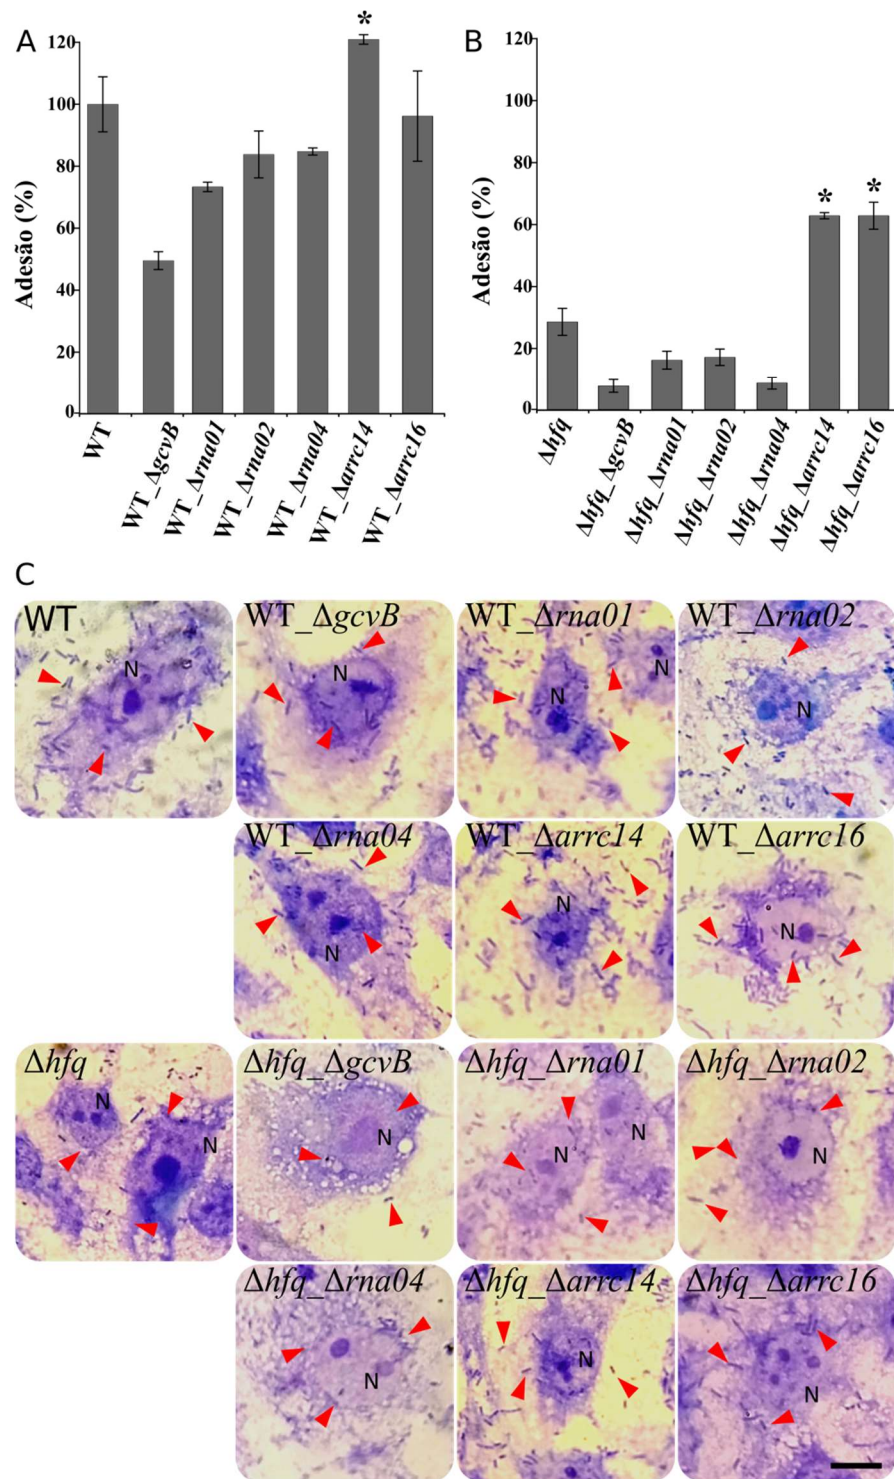 A
Adesão (%)
120
100
80
60
40
20
0
*
WT
WT_ΔgcvB
WT_Δrna01
WT_Δrna02
WT_Δrna04
WT_Δarrc14
WT_Δarrc16
B
Adesão (%)
120
100
80
60
40
20
0
*
*
Δhfq
Δhfq_ΔgcvB
Δhfq_Δrna01
Δhfq_Δrna02
Δhfq_Δrna04
Δhfq_Δarrc14
Δhfq_Δarrc16
C
WT
N
WT_ΔgcvB
N
WT_Δrna01
N
N
WT_Δrna02
N
WT_Δrna04
N
WT_Δarrc14
N
WT_Δarrc16
N
Δhfq
N
N
Δhfq_ΔgcvB
N
Δhfq_Δrna01
N
N
Δhfq_Δrna02
N
Δhfq_Δrna04
N
Δhfq_Δarrc14
N
Δhfq_Δarrc16
N